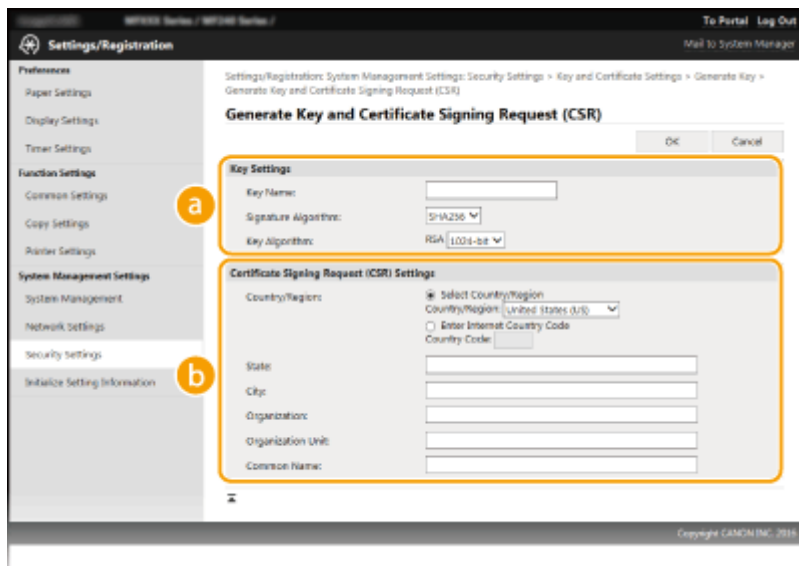 To Portal Log Out
Settings/Registration
Mail to System Manager
Preferences
Paper Settings
Display Settings
Timer Settings
Function Settings
Common Settings
Copy Settings
Printer Settings
System Management Settings
System Management
Network Settings
Security Settings
Initialize Setting Information
Settings/Registration: System Management Settings: Security Settings > Key and Certificate Settings > Generate Key >
Generate Key and Certificate Signing Request (CSR)
Generate Key and Certificate Signing Request (CSR)
OK Cancel
a
Key Settings
Key Name:
Signature Algorithm: SHA256
Key Algorithm: RSA 1024-bit
b
Certificate Signing Request (CSR) Settings
Country/Region: Select Country/Region
Country/Region: United States (US)
Enter Internet Country Code
Country Code:
State:
City:
Organization:
Organization Unit:
Common Name:
Copyright CANON INC. 2016